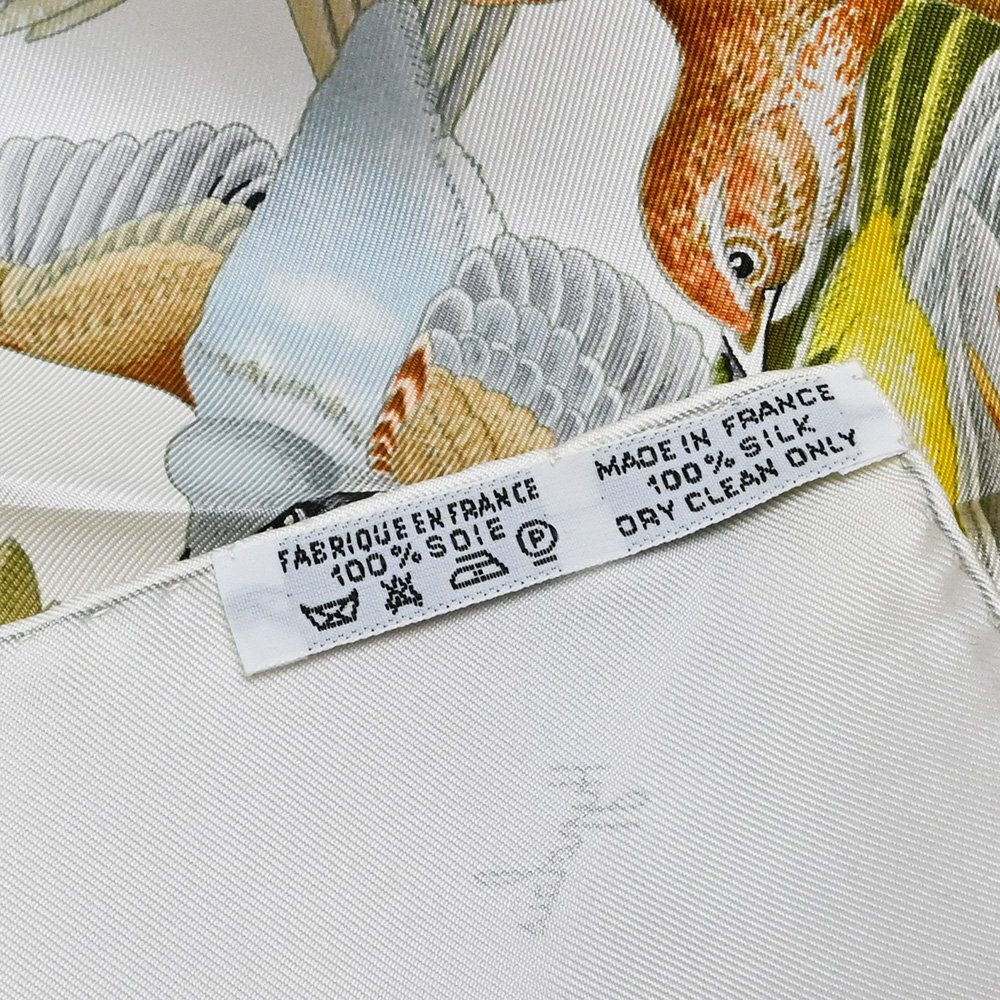 FABRIQUE EN FRANCE
100% SOIE
P
MADE IN FRANCE
100% SILK
DRY CLEAN ONLY